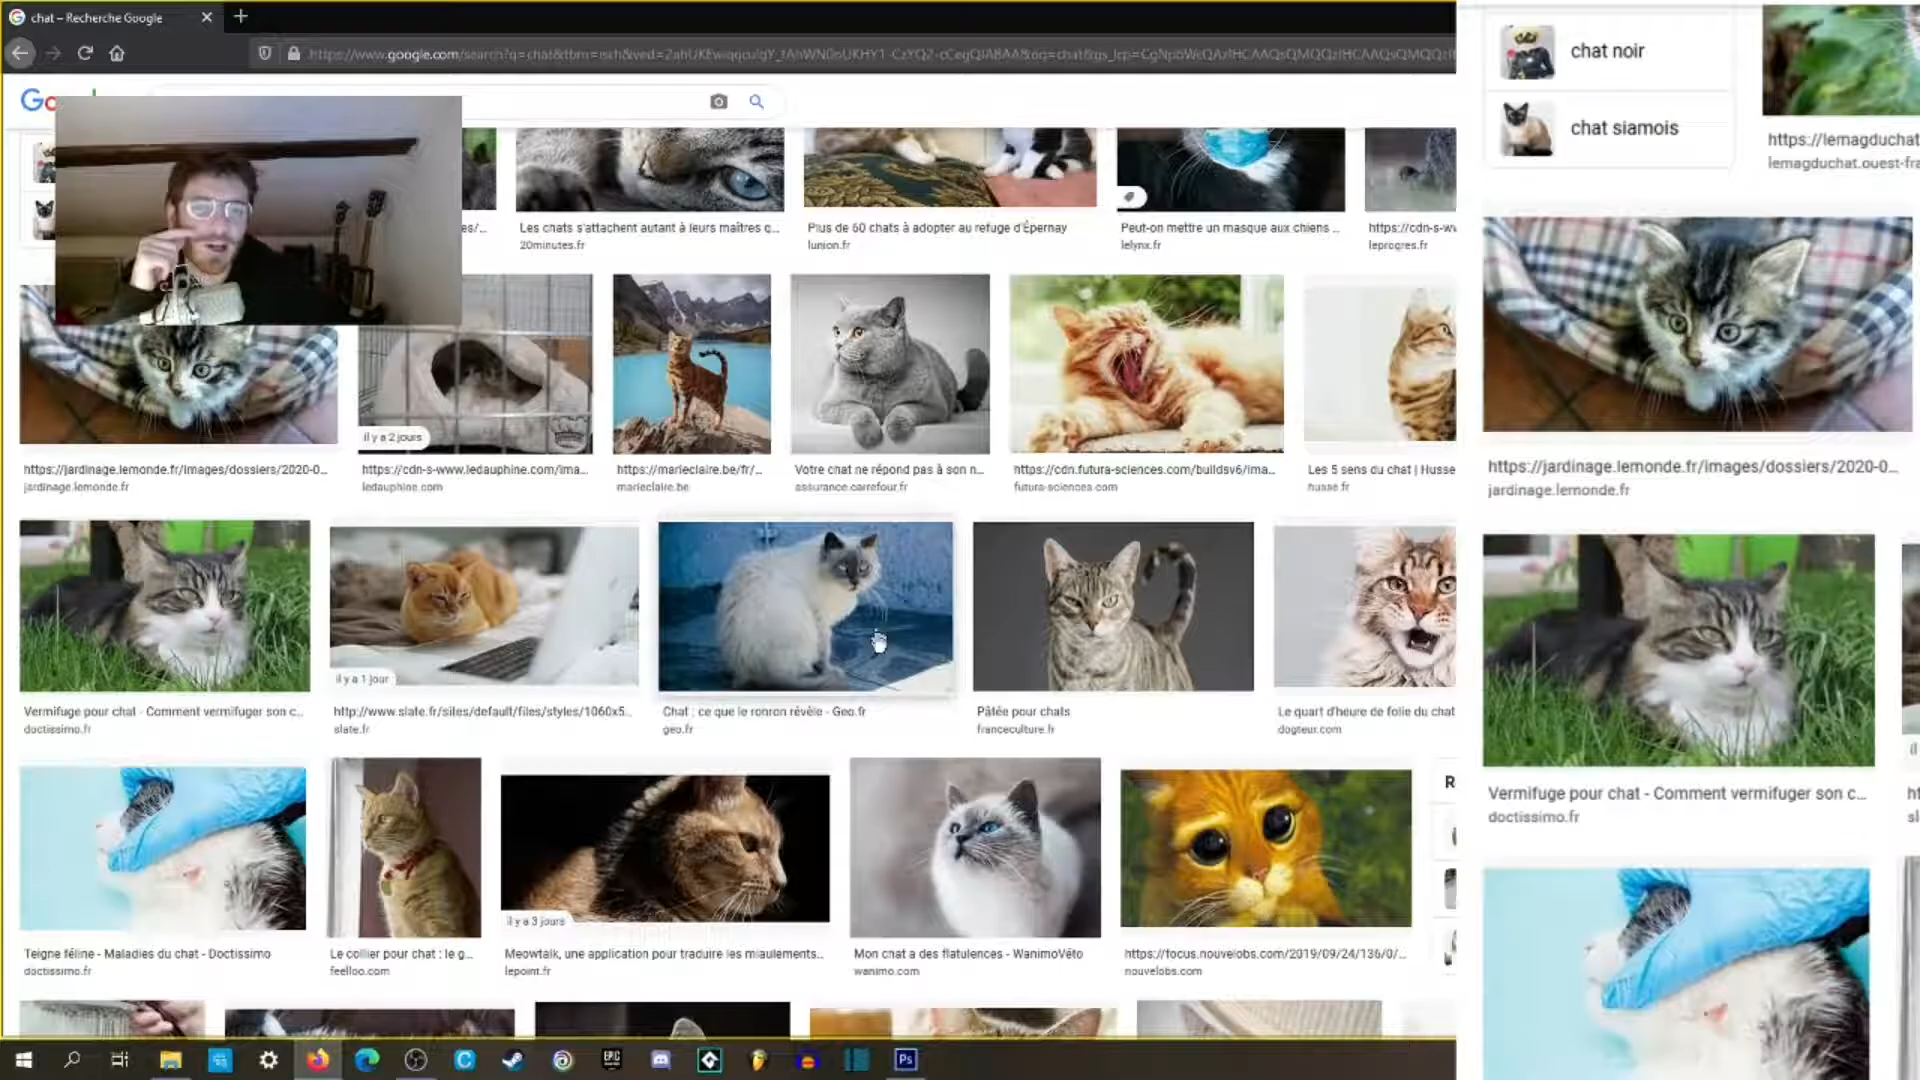 chat – Recherche Google
Go
es/...
Les chats s'attachent autant à leurs maîtres q...
20minutes.fr
Plus de 60 chats à adopter au refuge d'Épernay
lunion.fr
Peut-on mettre un masque aux chiens ...
lelynx.fr
https://cdn-s-w
leprogres.fr
il y a 2 jours
https://jardinage.lemonde.fr/images/dossiers/2020-0...
jardinage.lemonde.fr
https://cdn-s-www.ledauphine.com/ima...
ledauphine.com
https://marieclaire.be/fr/...
marieclaire.be
Votre chat ne répond pas à son n...
assurance.carrefour.fr
https://cdn.futura-sciences.com/buildsv6/ima...
futura-sciences.com
Les 5 sens du chat | Husse
husse.fr
il y a 1 jour
Vermifuge pour chat - Comment vermifuger son c...
doctissimo.fr
http://www.slate.fr/sites/default/files/styles/1060x5...
slate.fr
Chat : ce que le ronron révèle - Geo.fr
geo.fr
Pâtée pour chats
franceculture.fr
Le quart d'heure de folie du chat
dogteur.com
R
il y a 3 jours
Teigne féline - Maladies du chat - Doctissimo
doctissimo.fr
Le collier pour chat : le g...
feelloo.com
Meowtalk, une application pour traduire les miaulements...
lepoint.fr
Mon chat a des flatulences - WanimoVéto
wanimo.com
https://focus.nouvelobs.com/2019/09/24/136/0/...
nouvelobs.com
EPIC
Ps
chat noir
chat siamois
https://lemagduchat
lemagduchat.ouest-fra
https://jardinage.lemonde.fr/images/dossiers/2020-0...
jardinage.lemonde.fr
il
Vermifuge pour chat - Comment vermifuger son c...
doctissimo.fr
ht
sl